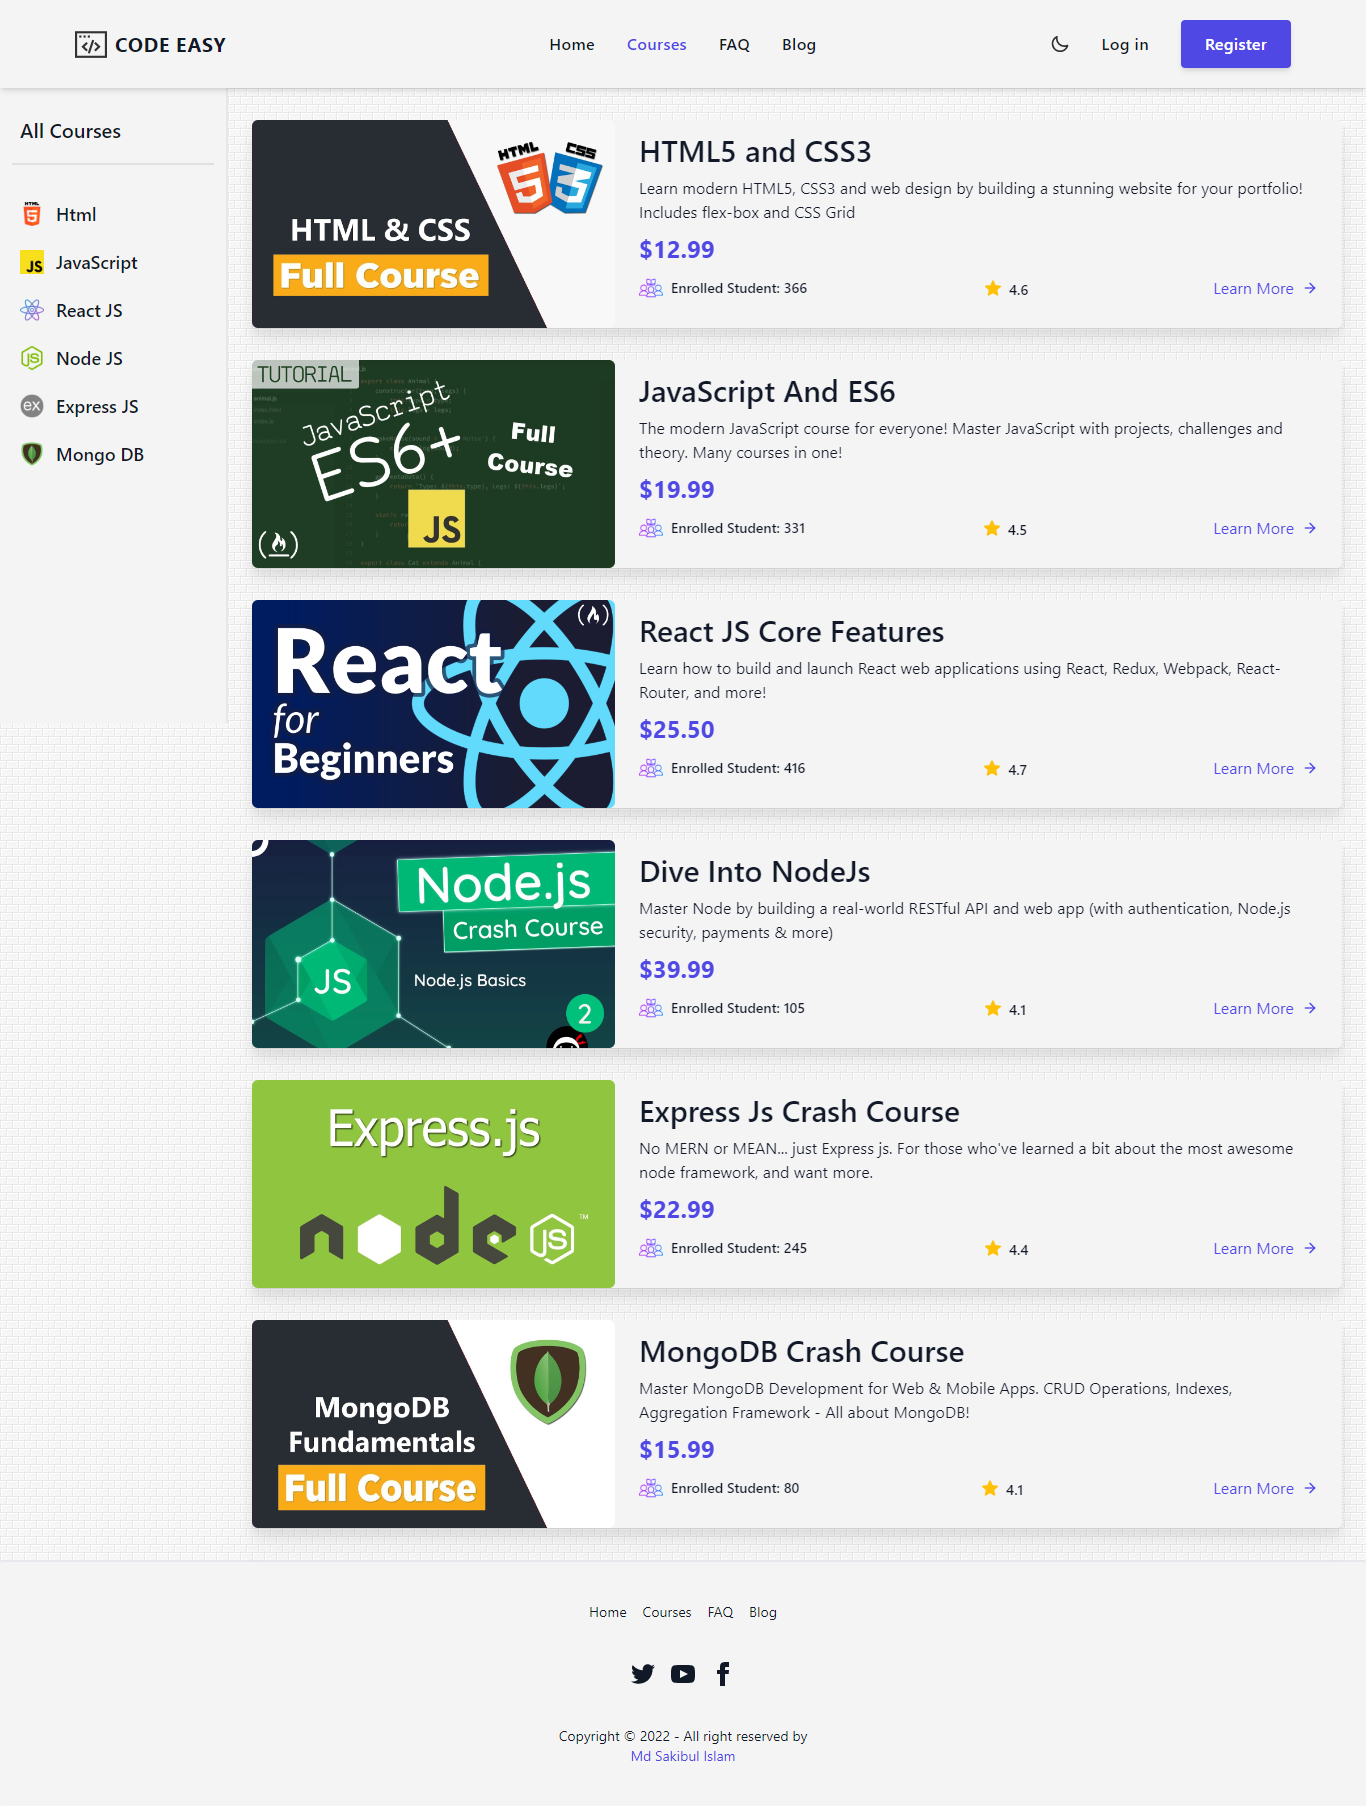 CODE EASY
Home
Courses
FAQ
Blog
Log in
Register
All Courses
Html
JavaScript
React JS
Node JS
Express JS
Mongo DB
HTML
CSS
HTML & CSS
Full Course
HTML5 and CSS3
Learn modern HTML5, CSS3 and web design by building a stunning website for your portfolio!
Includes flex-box and CSS Grid
$12.99
Enrolled Student: 366
4.6
Learn More
TUTORIAL
JavaScript
ES6+
Full
Course
JS
JavaScript And ES6
The modern JavaScript course for everyone! Master JavaScript with projects, challenges and
theory. Many courses in one!
$19.99
Enrolled Student: 331
4.5
Learn More
React
for
Beginners
React JS Core Features
Learn how to build and launch React web applications using React, Redux, Webpack, React-
Router, and more!
$25.50
Enrolled Student: 416
4.7
Learn More
Node.js
Crash Course
JS
Node.js Basics
2
Dive Into NodeJs
Master Node by building a real-world RESTful API and web app (with authentication, Node.js
security, payments & more)
$39.99
Enrolled Student: 105
4.1
Learn More
Express.js
node
JS
™
Express Js Crash Course
No MERN or MEAN... just Express js. For those who've learned a bit about the most awesome
node framework, and want more.
$22.99
Enrolled Student: 245
4.4
Learn More
MongoDB
Fundamentals
Full Course
MongoDB Crash Course
Master MongoDB Development for Web & Mobile Apps. CRUD Operations, Indexes,
Aggregation Framework - All about MongoDB!
$15.99
Enrolled Student: 80
4.1
Learn More
Home
Courses
FAQ
Blog
Copyright © 2022 - All right reserved by
Md Sakibul Islam